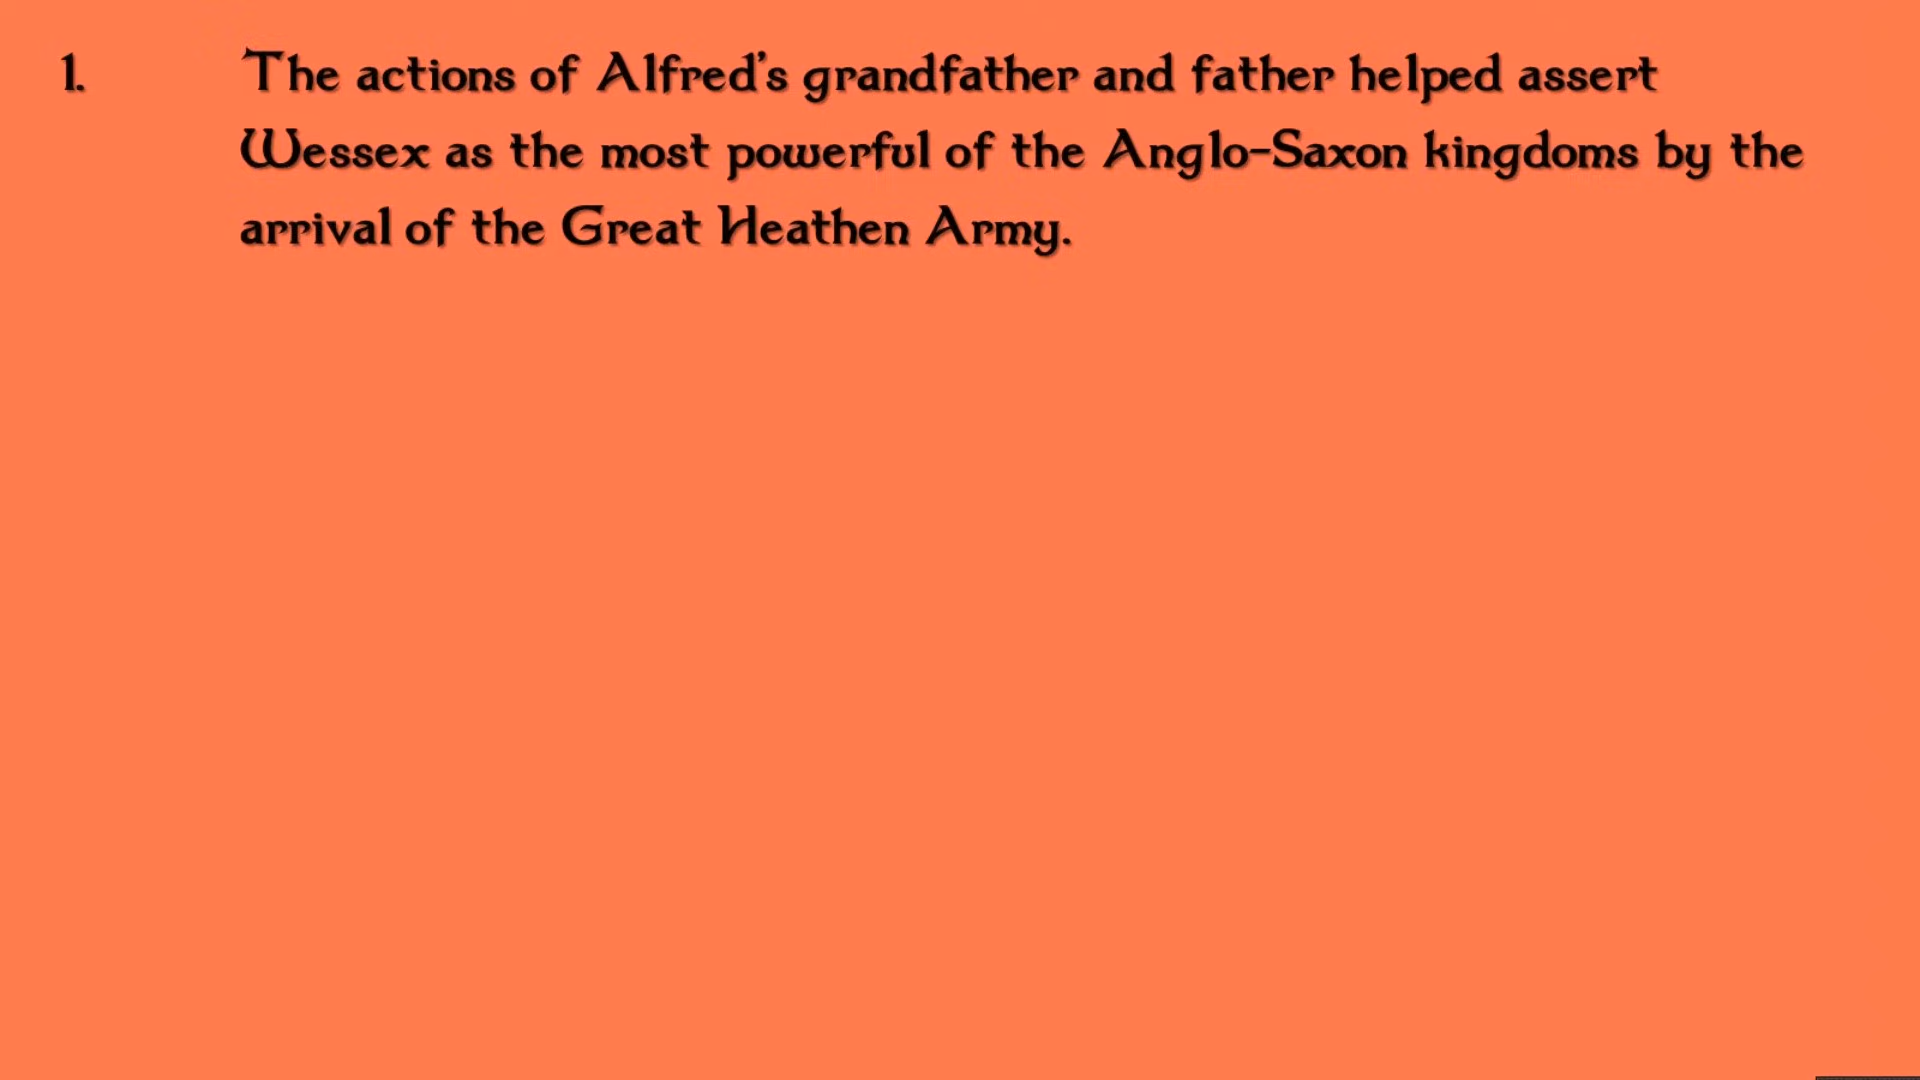 1. The actions of Alfred's grandfather and father helped assert
Wessex as the most powerful of the Anglo-Saxon kingdoms by the
arrival of the Great Heathen Army.